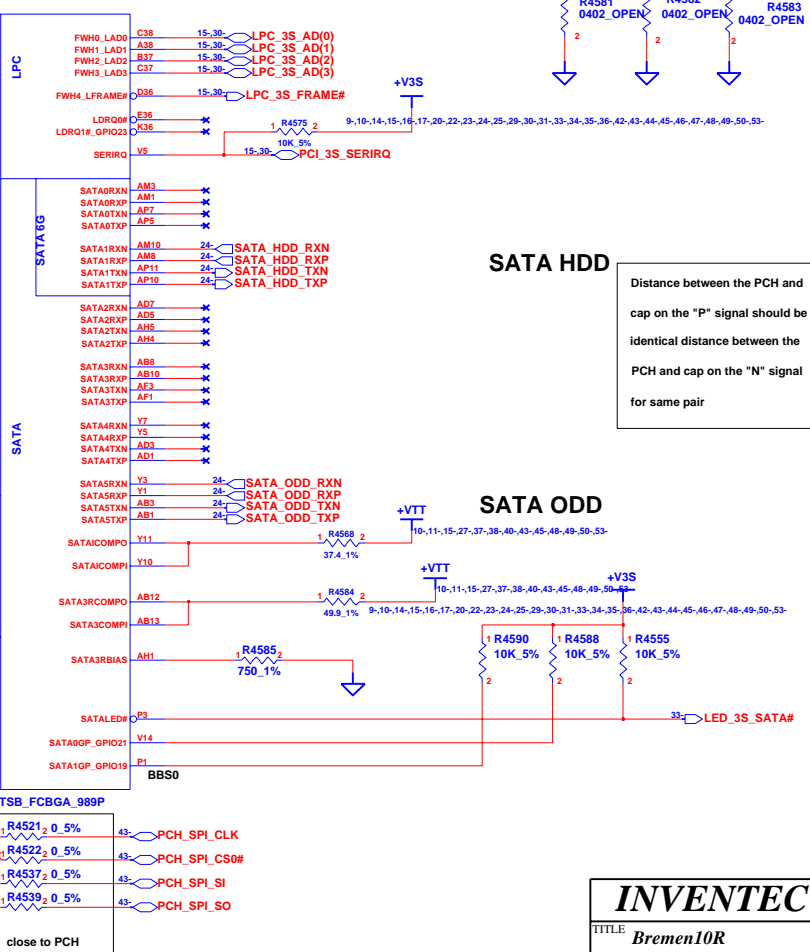 R4581
0402_OPEN
0402_OPEN
R4583
0402_OPEN
2
2
2
LPC
FWH0_LAD0 C38 15-,30- LPC_3S_AD(0)
FWH1_LAD1 A38 15-,30- LPC_3S_AD(1)
FWH2_LAD2 B37 15-,30- LPC_3S_AD(2)
FWH3_LAD3 C37 15-,30- LPC_3S_AD(3)
FWH4_LFRAME# D36 15-,30- LPC_3S_FRAME#
+V3S
LDRQ0# E36
LDRQ1#_GPIO23 K36
1 R4575 2
10K_5%
9-,10-,14-,15-,16-,17-,20-,22-,23-,24-,25-,29-,30-,31-,33-,34-,35-,36-,42-,43-,44-,45-,46-,47-,48-,49-,50-,53-
SERIRQ V5 15-,30- PCI_3S_SERIRQ
SATA 6G
SATA0RXN AM3
SATA0RXP AM1
SATA0TXN AP7
SATA0TXP AP5
SATA1RXN AM10 24- SATA_HDD_RXN
SATA1RXP AM8 24- SATA_HDD_RXP
SATA1TXN AP11 24- SATA_HDD_TXN
SATA1TXP AP10 24- SATA_HDD_TXP
SATA HDD
Distance between the PCH and
cap on the "P" signal should be
identical distance between the
PCH and cap on the "N" signal
for same pair
SATA
SATA2RXN AD7
SATA2RXP AD5
SATA2TXN AH5
SATA2TXP AH4
SATA3RXN AB8
SATA3RXP AB10
SATA3TXN AF3
SATA3TXP AF1
SATA4RXN Y7
SATA4RXP Y5
SATA4TXN AD3
SATA4TXP AD1
SATA5RXN Y3 24- SATA_ODD_RXN
SATA5RXP Y1 24- SATA_ODD_RXP
SATA5TXN AB3 24- SATA_ODD_TXN
SATA5TXP AB1 24- SATA_ODD_TXP
SATA ODD
+VTT
10-,11-,15-,27-,37-,38-,40-,43-,45-,48-,49-,50-,53-
SATAICOMPO Y11 1 R4568 2
37.4_1%
SATAICOMPI Y10
+VTT
10-,11-,15-,27-,37-,38-,40-,43-,45-,48-,49-,50-,53-
+V3S
SATA3RCOMPO AB12 1 R4584 2
49.9_1%
9-,10-,14-,15-,16-,17-,20-,22-,23-,24-,25-,29-,30-,31-,33-,34-,35-,36-,42-,43-,44-,45-,46-,47-,48-,49-,50-,53-
SATA3COMPI AB13
1 R4590 1 R4588 1 R4555
10K_5% 10K_5% 10K_5%
2 2 2
SATA3RBIAS AH1 1 R4585 2
750_1%
SATALED# P3 33- LED_3S_SATA#
SATA0GP_GPIO21 V14
SATA1GP_GPIO19 P1
BBS0
TSB_FCBGA_989P
1 R4521 2 0_5% 43- PCH_SPI_CLK
1 R4522 2 0_5% 43- PCH_SPI_CS0#
1 R4537 2 0_5% 43- PCH_SPI_SI
1 R4539 2 0_5% 43- PCH_SPI_SO
close to PCH
INVENTEC
TITLE
Bremen10R